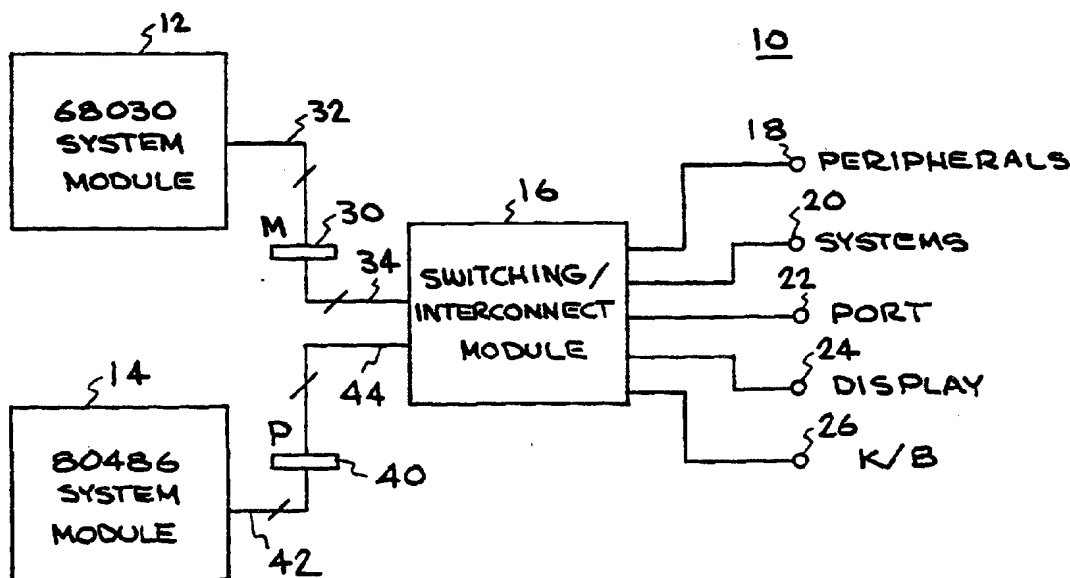 12
10
68030
SYSTEM
MODULE
32
18
PERIPHERALS
16
M
30
20
SYSTEMS
34
SWITCHING/
INTERCONNECT
MODULE
22
PORT
14
44
24
DISPLAY
P
26
K/B
80486
SYSTEM
MODULE
40
42